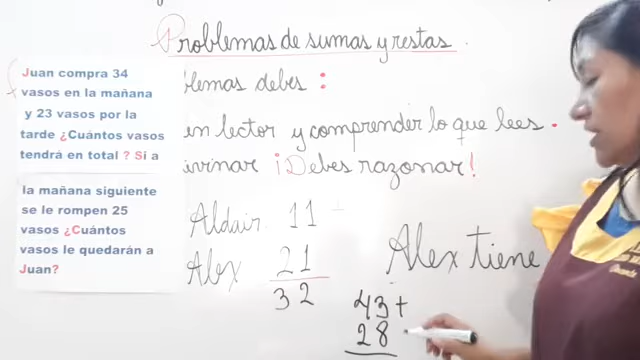 Problemas de sumas y restas
Juan compra 34
vasos en la mañana
y 23 vasos por la
tarde ¿Cuántos vasos
tendrá en total ? Si a
la mañana siguiente
se le rompen 25
vasos ¿Cuántos
vasos le quedarán a
Juan?
blemas debes :
en lector y comprender lo que lees.
ivinar ¡Debes razonar!
Aldair 11
Alex 21
32
Alex tiene
43+
28